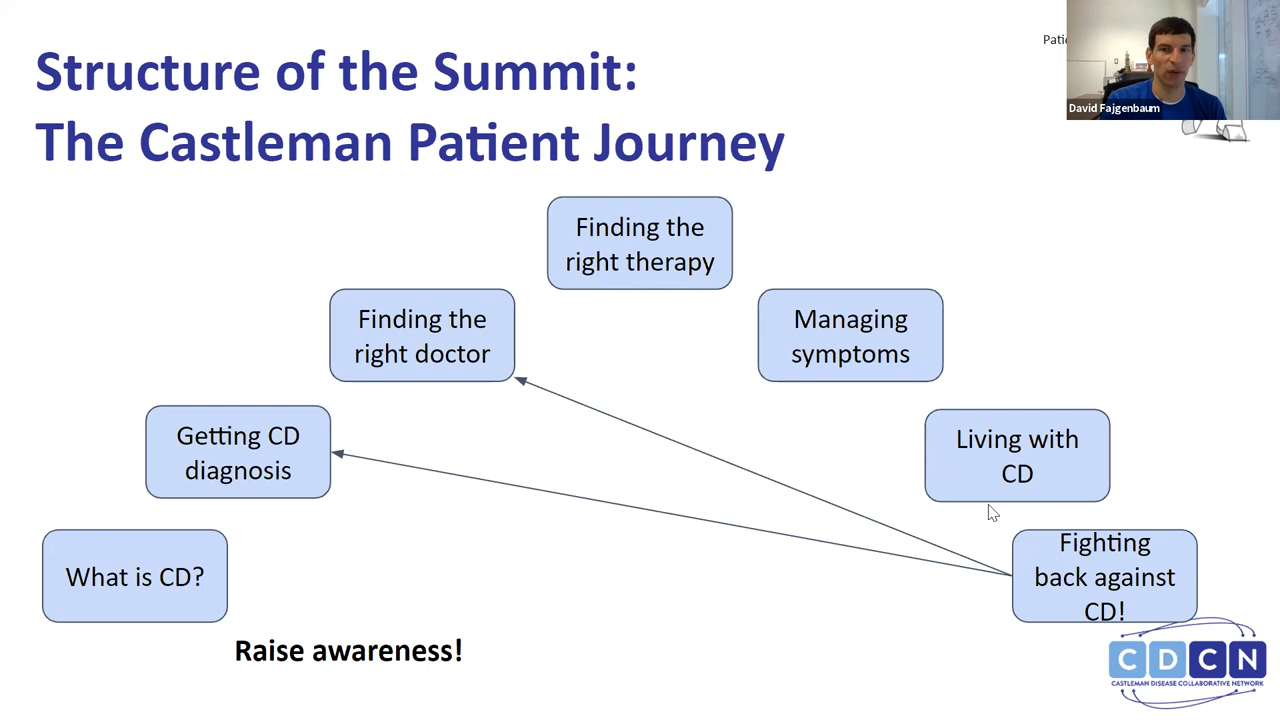 Structure of the Summit:
The Castleman Patient Journey
Patie
David Fajgenbaum
Finding the
right therapy
Finding the
right doctor
Managing
symptoms
Getting CD
diagnosis
Living with
CD
What is CD?
Fighting
back against
CD!
Raise awareness!
CDCN
CASTLEMAN DISEASE COLLABORATIVE NETWORK